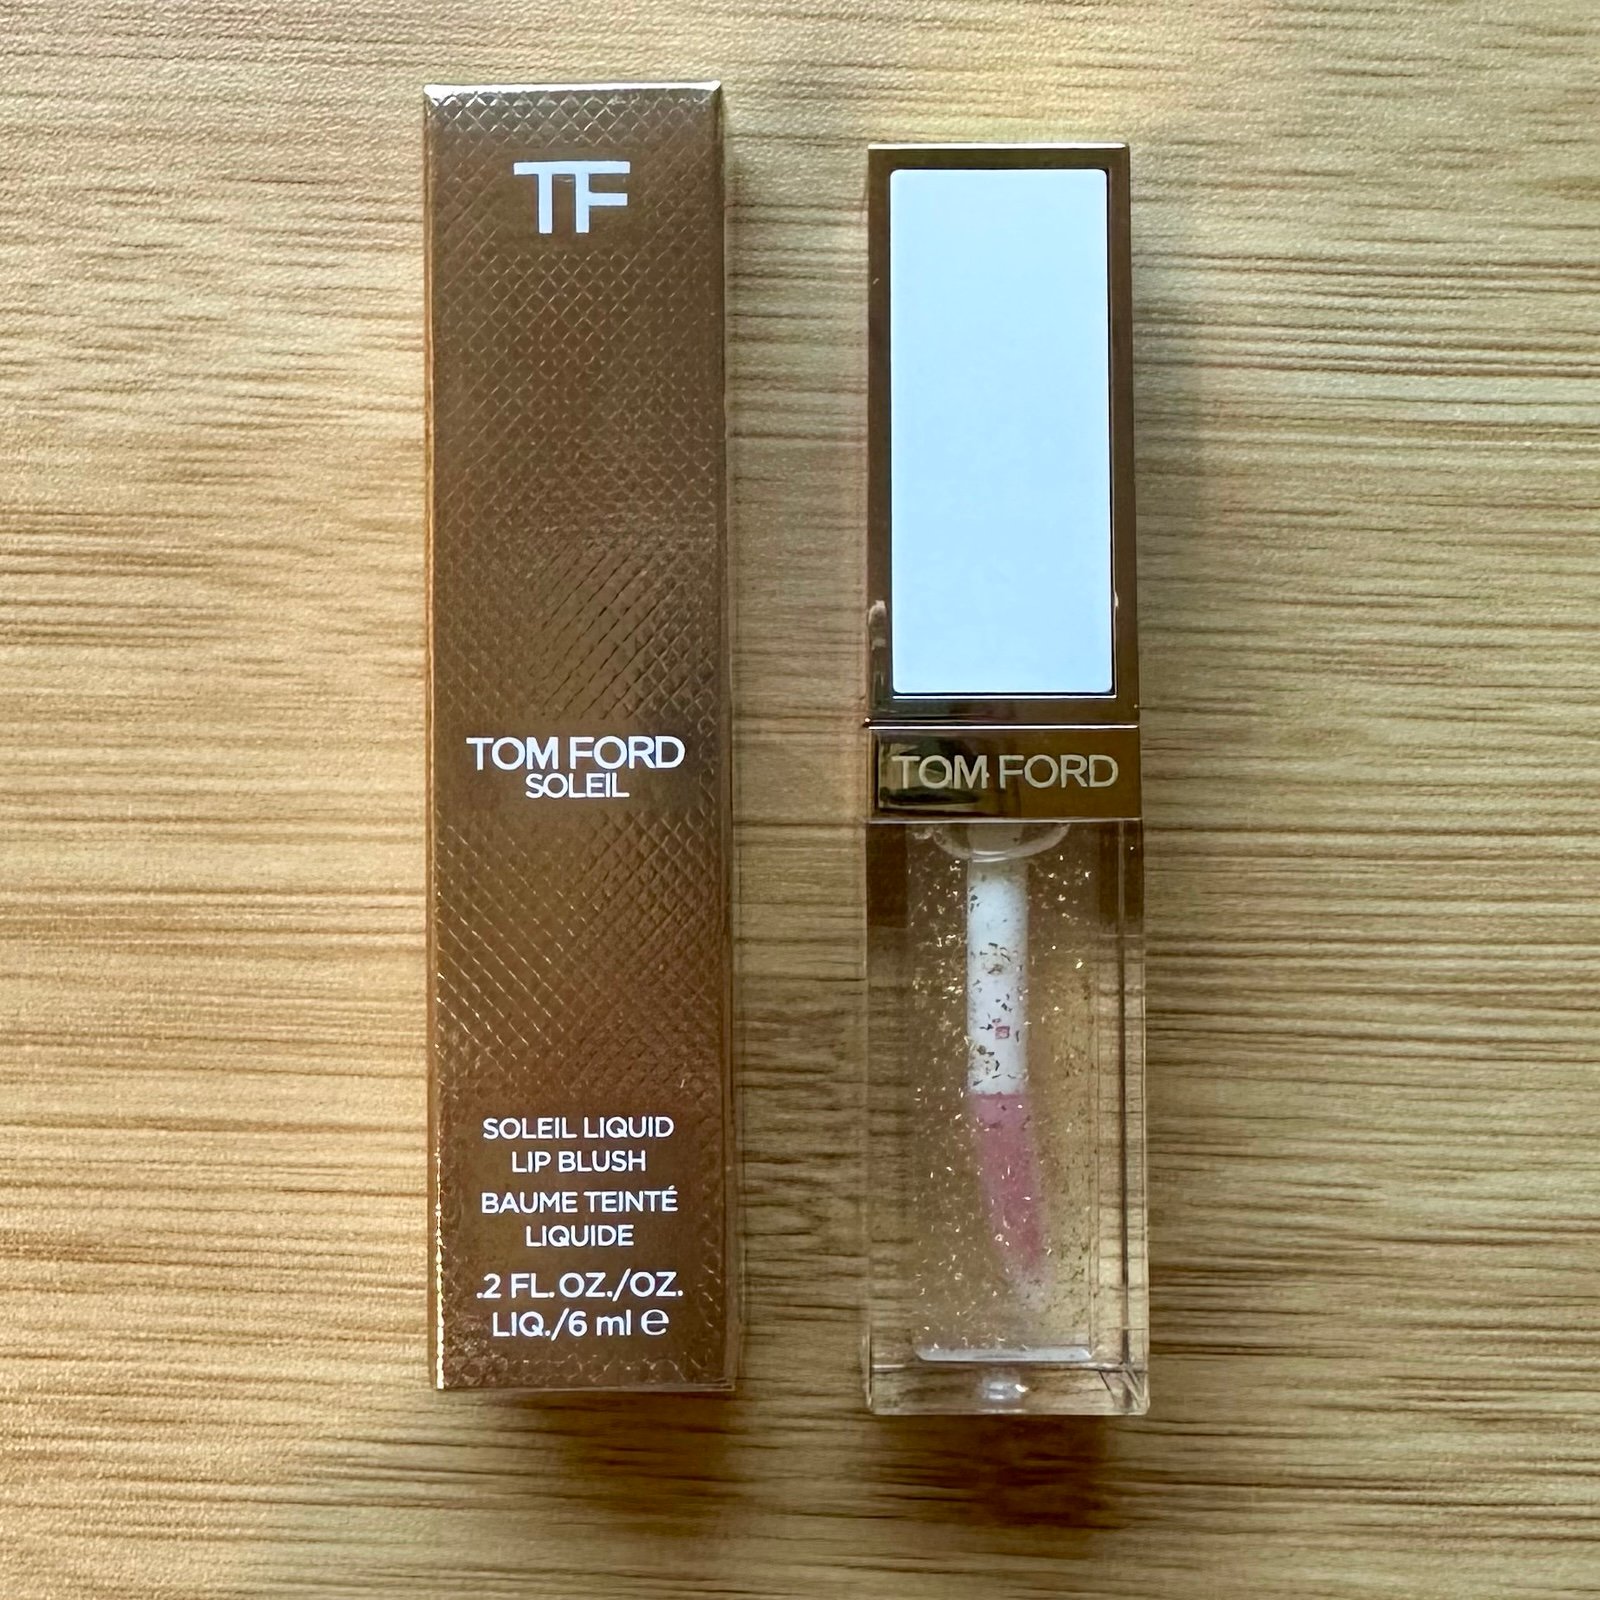 TF
TOM FORD
SOLEIL
SOLEIL LIQUID
LIP BLUSH
BAUME TEINTÉ
LIQUIDE
.2 FL.OZ./OZ.
LIQ./6 ml ℮
TOM FORD